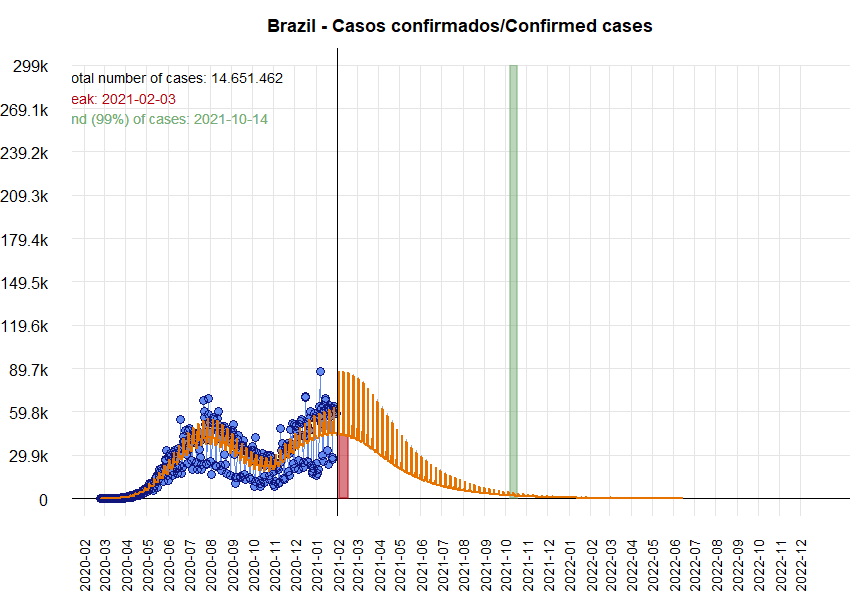 Brazil - Casos confirmados/Confirmed cases
299k
269.1k
239.2k
209.3k
179.4k
149.5k
119.6k
89.7k
59.8k
29.9k
0
otal number of cases: 14.651.462
eak: 2021-02-03
nd (99%) of cases: 2021-10-14
2020-02
2020-03
2020-04
2020-05
2020-06
2020-07
2020-08
2020-09
2020-10
2020-11
2020-12
2021-01
2021-02
2021-03
2021-04
2021-05
2021-06
2021-07
2021-08
2021-09
2021-10
2021-11
2021-12
2022-01
2022-02
2022-03
2022-04
2022-05
2022-06
2022-07
2022-08
2022-09
2022-10
2022-11
2022-12